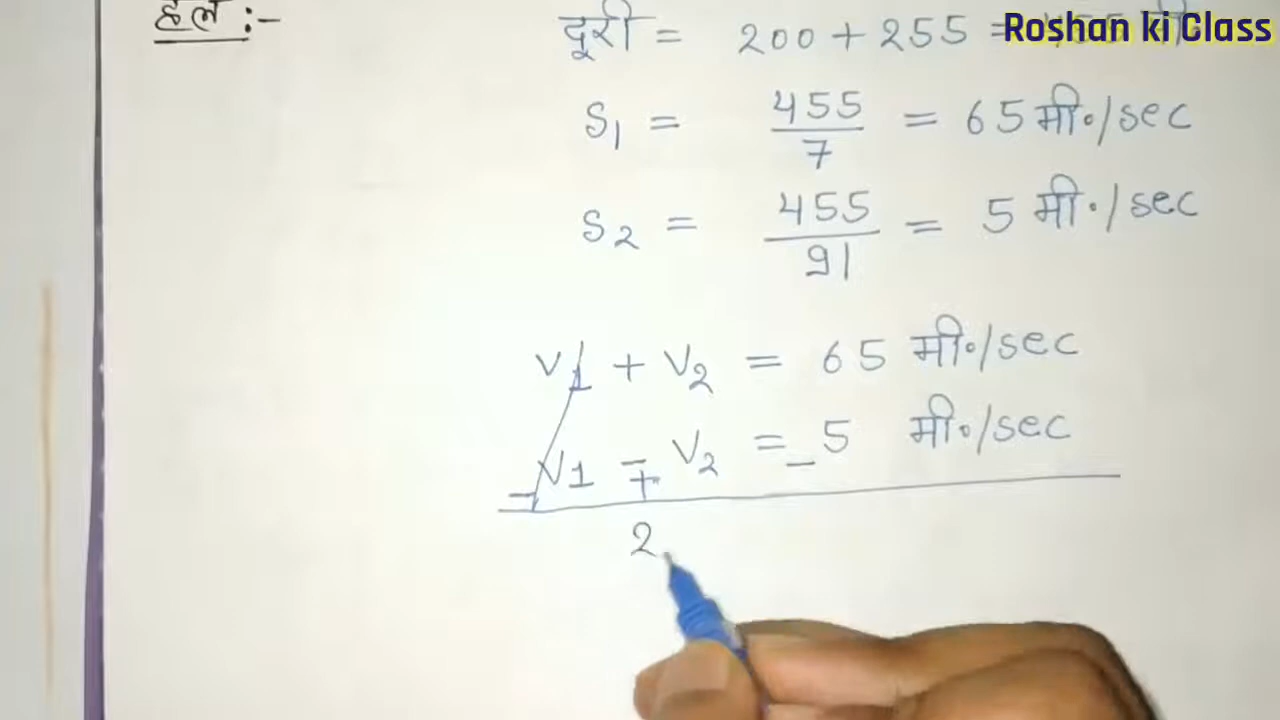 हल :-
Roshan ki Class
दूरी = 200 + 255 =
S1 = 455/7 = 65 मी०/sec
S2 = 455/91 = 5 मी०/sec
V1 + V2 = 65 मी०/sec
V1 - V2 = 5 मी०/sec
- + -
2